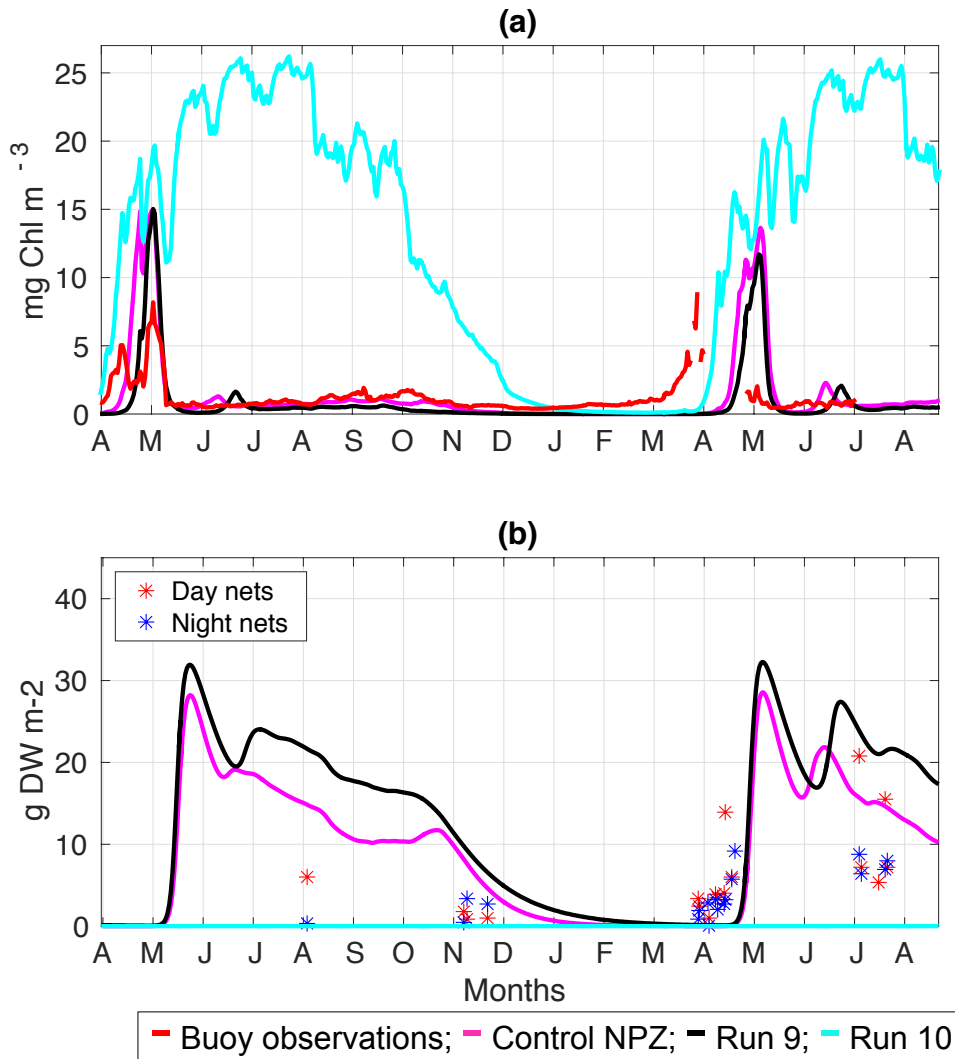 (a)
mg Chl m -3
25
20
15
10
5
0
A M J J A S O N D J F M A M J J A
(b)
g DW m-2
40
30
20
10
0
Day nets
Night nets
A M J J A S O N D J F M A M J J A
Months
Buoy observations; Control NPZ; Run 9; Run 10